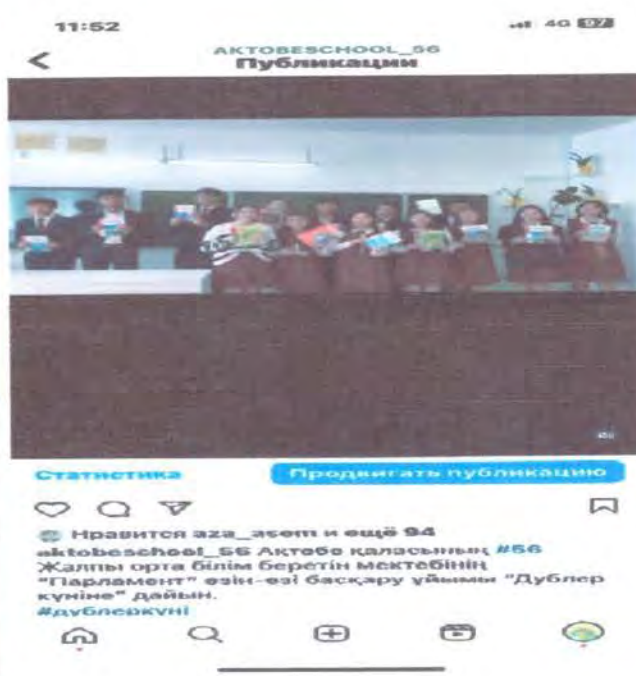 11:52
4G 97
AKTOBESCHOOL_56
Публикации
Статистика
Продвигать публикацию
Нравится aza_asem и ещё 94
aktobeschool_56 Ақтөбе қаласының #56
Жалпы орта білім беретін мектебінің
"Парламент" өзін-өзі басқару ұйымы "Дублер
күніне" дайын.
#дублеркүні